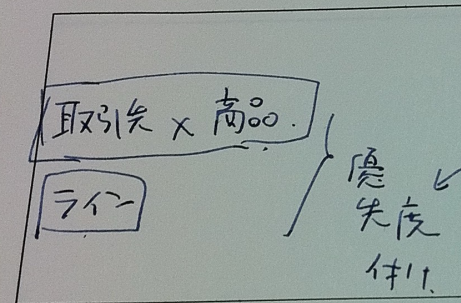 取引先 × 商品.
ライン
優
先度
付け.